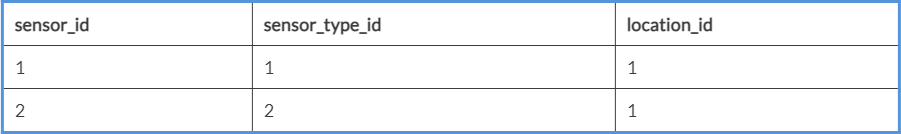 sensor_id sensor_type_id location_id
1 1 1
2 2 1